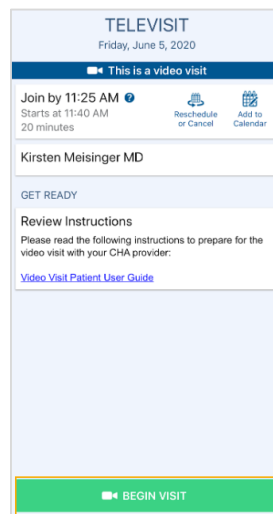 TELEVISIT
Friday, June 5, 2020
This is a video visit
Join by 11:25 AM ?
Starts at 11:40 AM
20 minutes
Reschedule
or Cancel
Add to
Calendar
Kirsten Meisinger MD
GET READY
Review Instructions
Please read the following instructions to prepare for the
video visit with your CHA provider:
Video Visit Patient User Guide
BEGIN VISIT